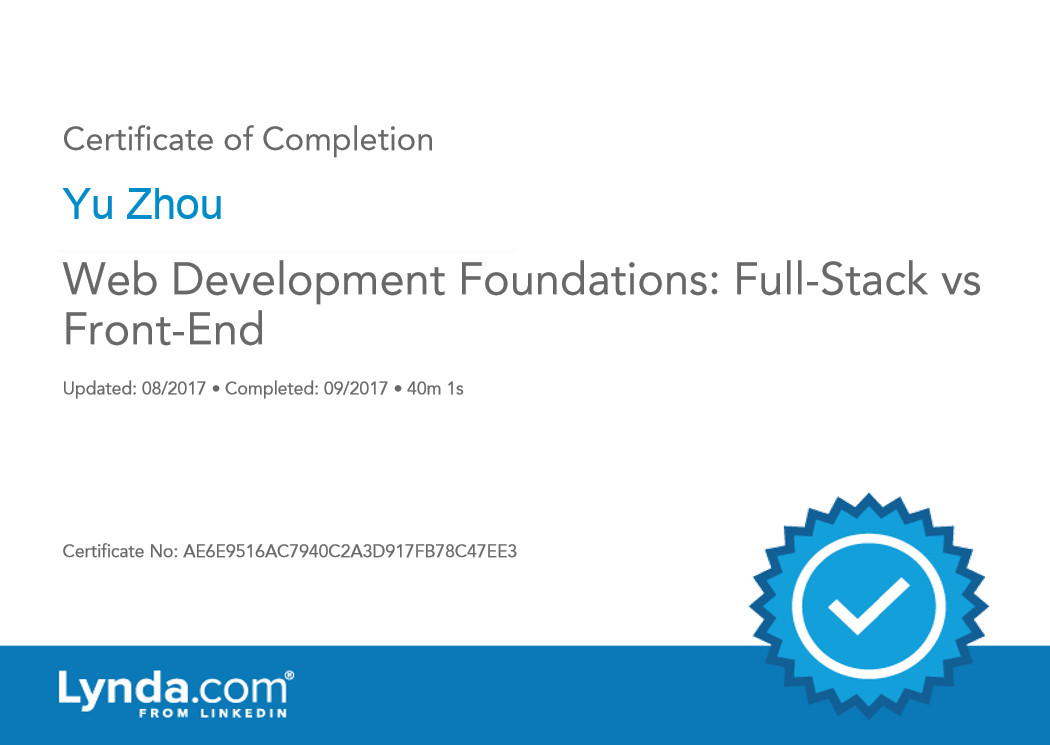 Certificate of Completion
Yu Zhou
Web Development Foundations: Full-Stack vs
Front-End
Updated: 08/2017 • Completed: 09/2017 • 40m 1s
Certificate No: AE6E9516AC7940C2A3D917FB78C47EE3
Lynda.com®
FROM LINKEDIN